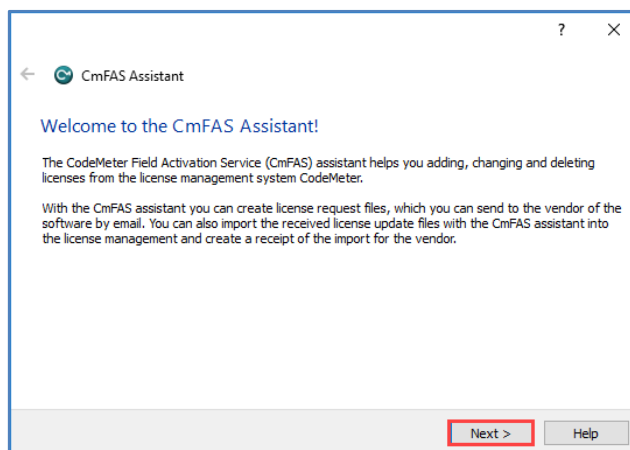 ?
CmFAS Assistant
Welcome to the CmFAS Assistant!
The CodeMeter Field Activation Service (CmFAS) assistant helps you adding, changing and deleting
licenses from the license management system CodeMeter.
With the CmFAS assistant you can create license request files, which you can send to the vendor of the
software by email. You can also import the received license update files with the CmFAS assistant into
the license management and create a receipt of the import for the vendor.
Next >
Help